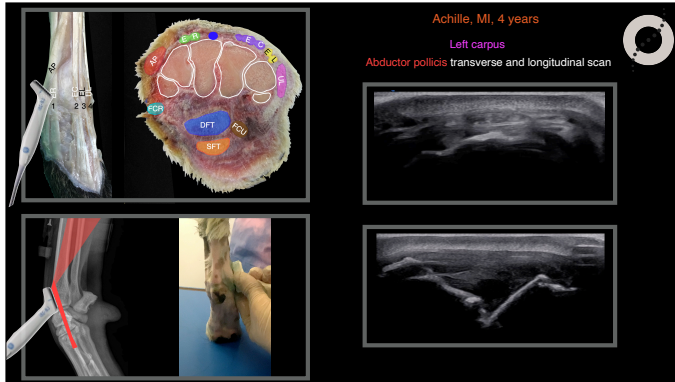 Achille, MI, 4 years
Left carpus
Abductor pollicis transverse and longitudinal scan
AP
1
2 3 4
AP
E R
E C
E L
UL
FCR
DFT
FCU
SFT